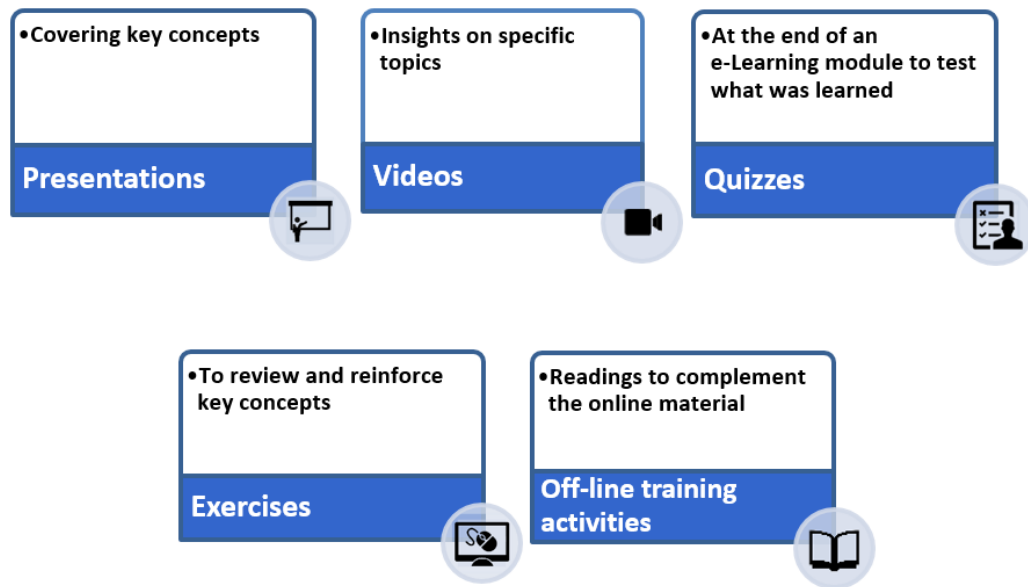 •Covering key concepts
Presentations
•Insights on specific
topics
Videos
•At the end of an
e-Learning module to test
what was learned
Quizzes
•To review and reinforce
key concepts
Exercises
•Readings to complement
the online material
Off-line training
activities